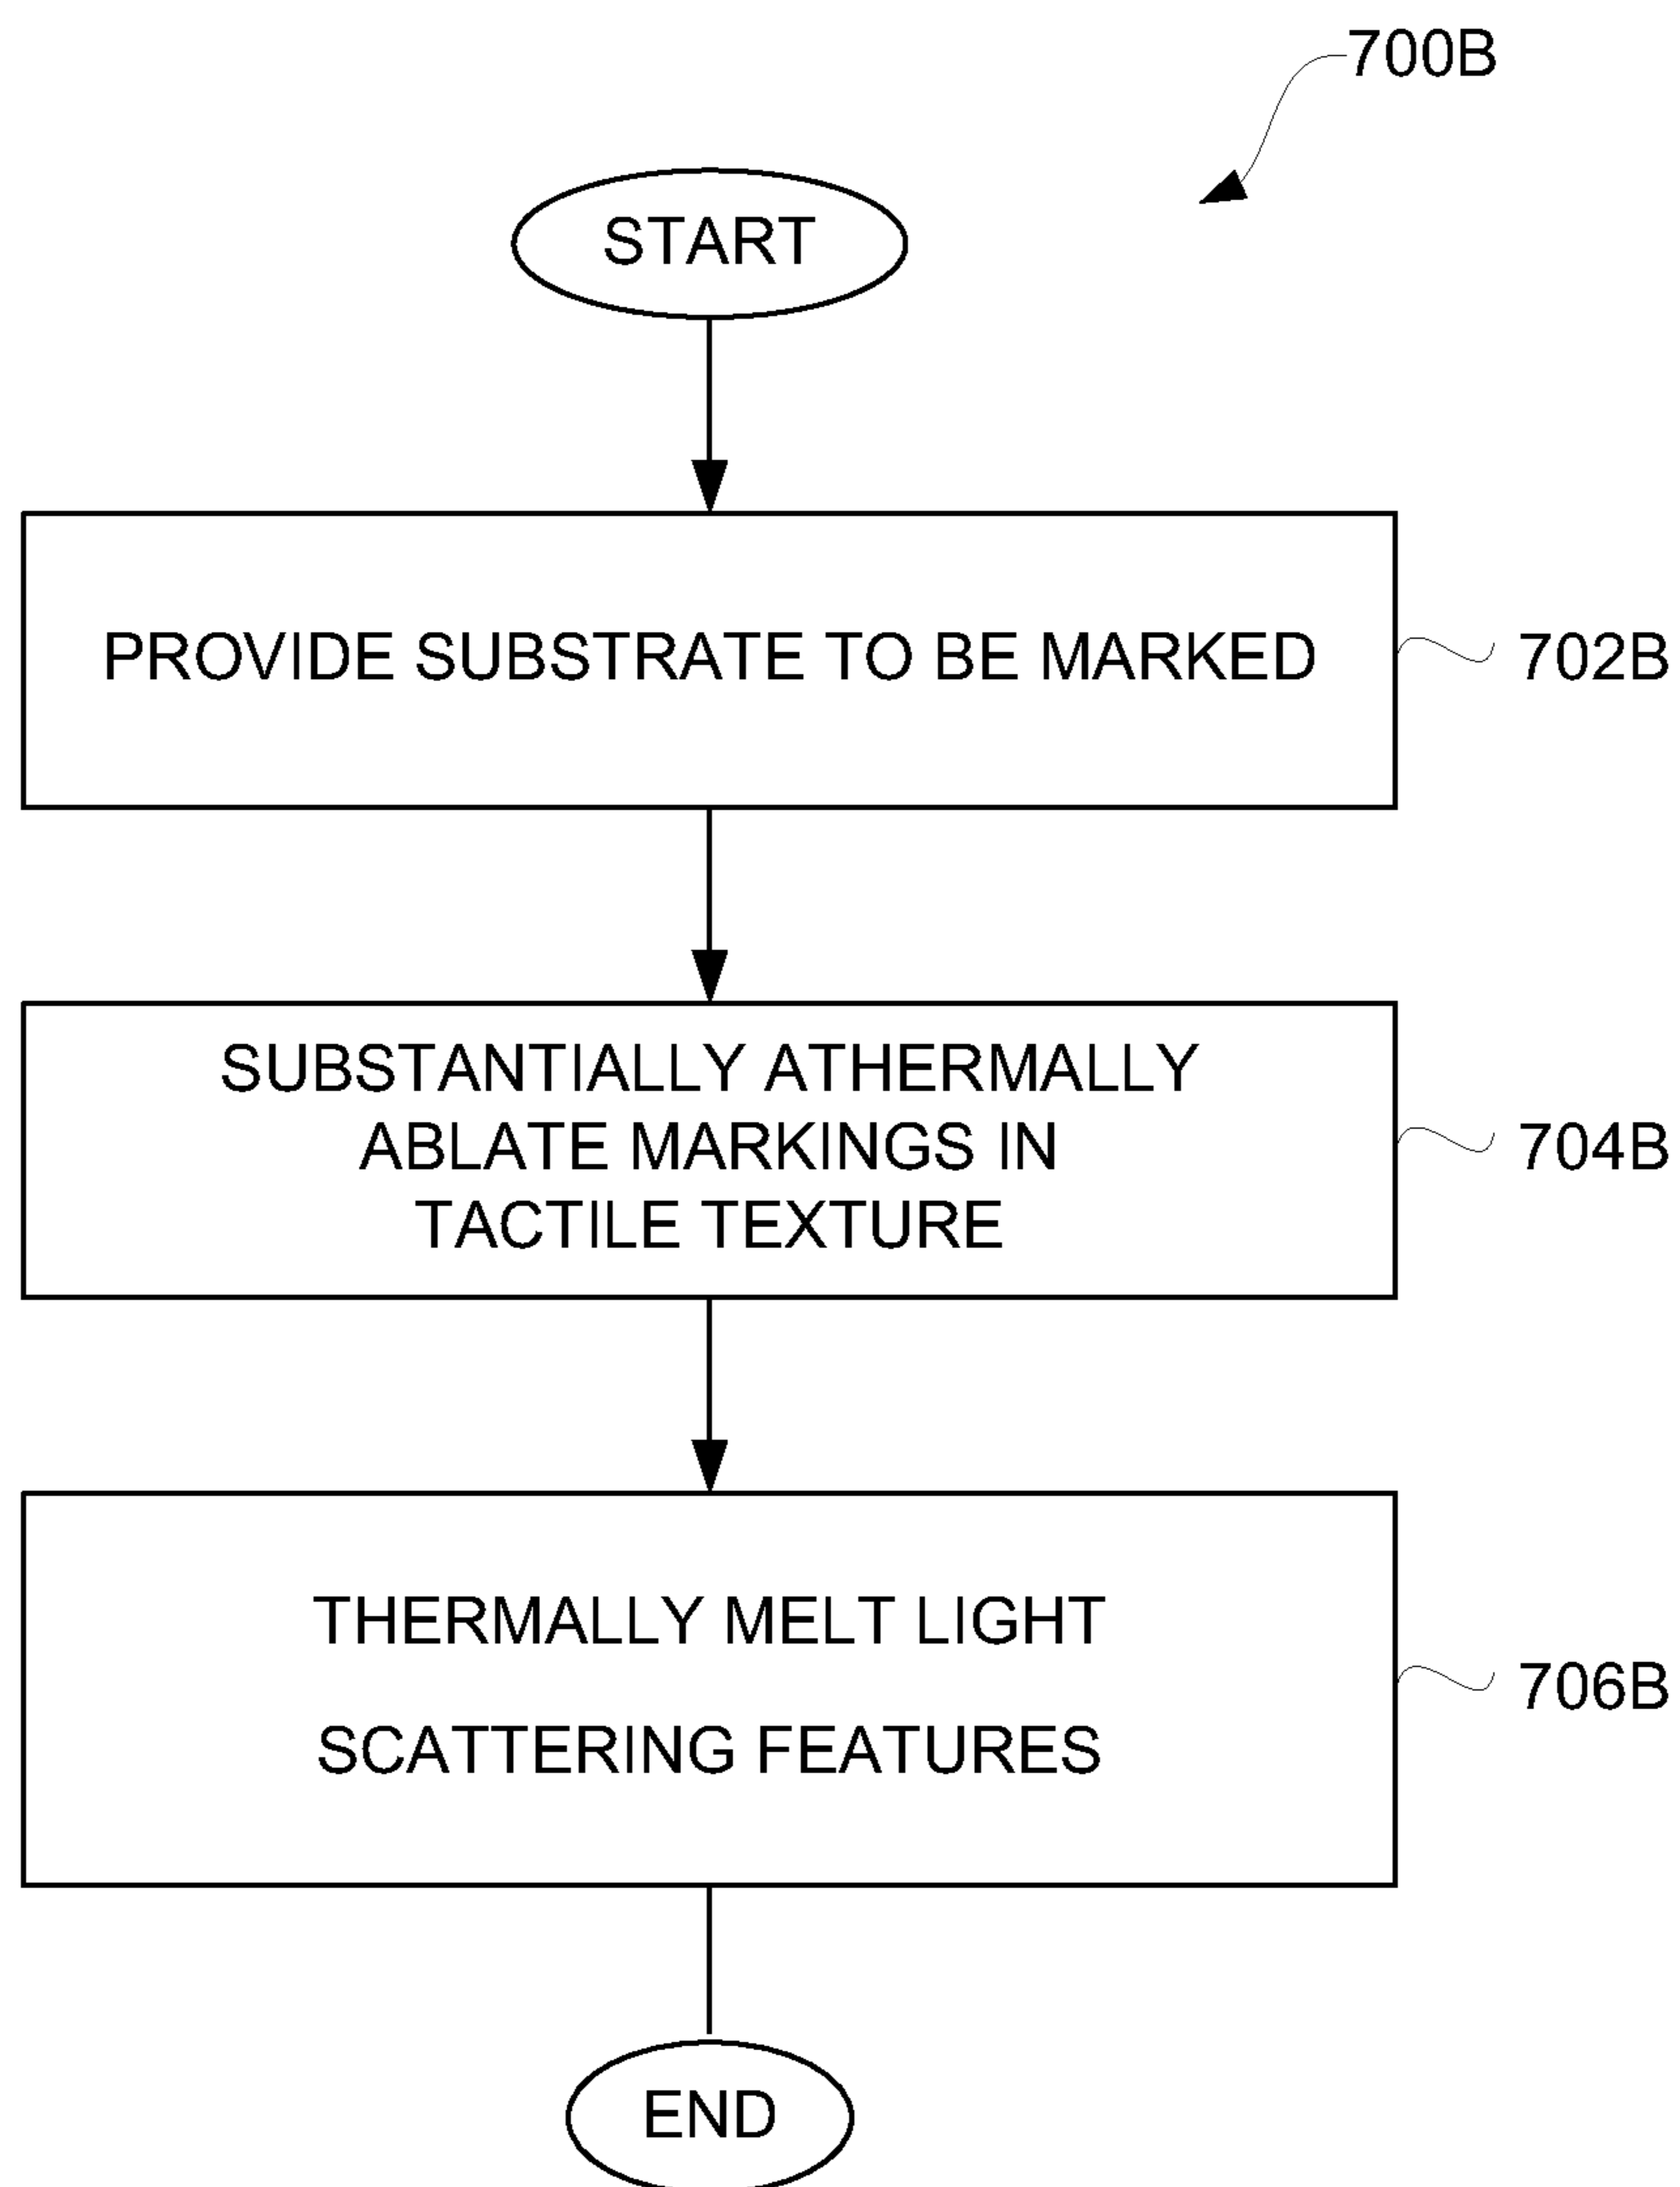 700B
START
PROVIDE SUBSTRATE TO BE MARKED
702B
SUBSTANTIALLY ATHERMALLY
ABLATE MARKINGS IN
TACTILE TEXTURE
704B
THERMALLY MELT LIGHT
SCATTERING FEATURES
706B
END